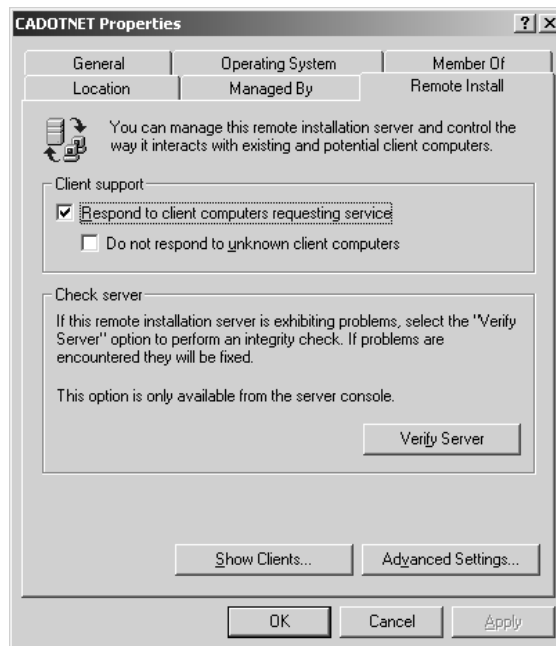 CADOTNET Properties
General
Operating System
Member Of
Location
Managed By
Remote Install
You can manage this remote installation server and control the
way it interacts with existing and potential client computers.
Client support
Respond to client computers requesting service
Do not respond to unknown client computers
Check server
If this remote installation server is exhibiting problems, select the "Verify
Server" option to perform an integrity check. If problems are
encountered they will be fixed.
This option is only available from the server console.
Verify Server
Show Clients...
Advanced Settings...
OK
Cancel
Apply